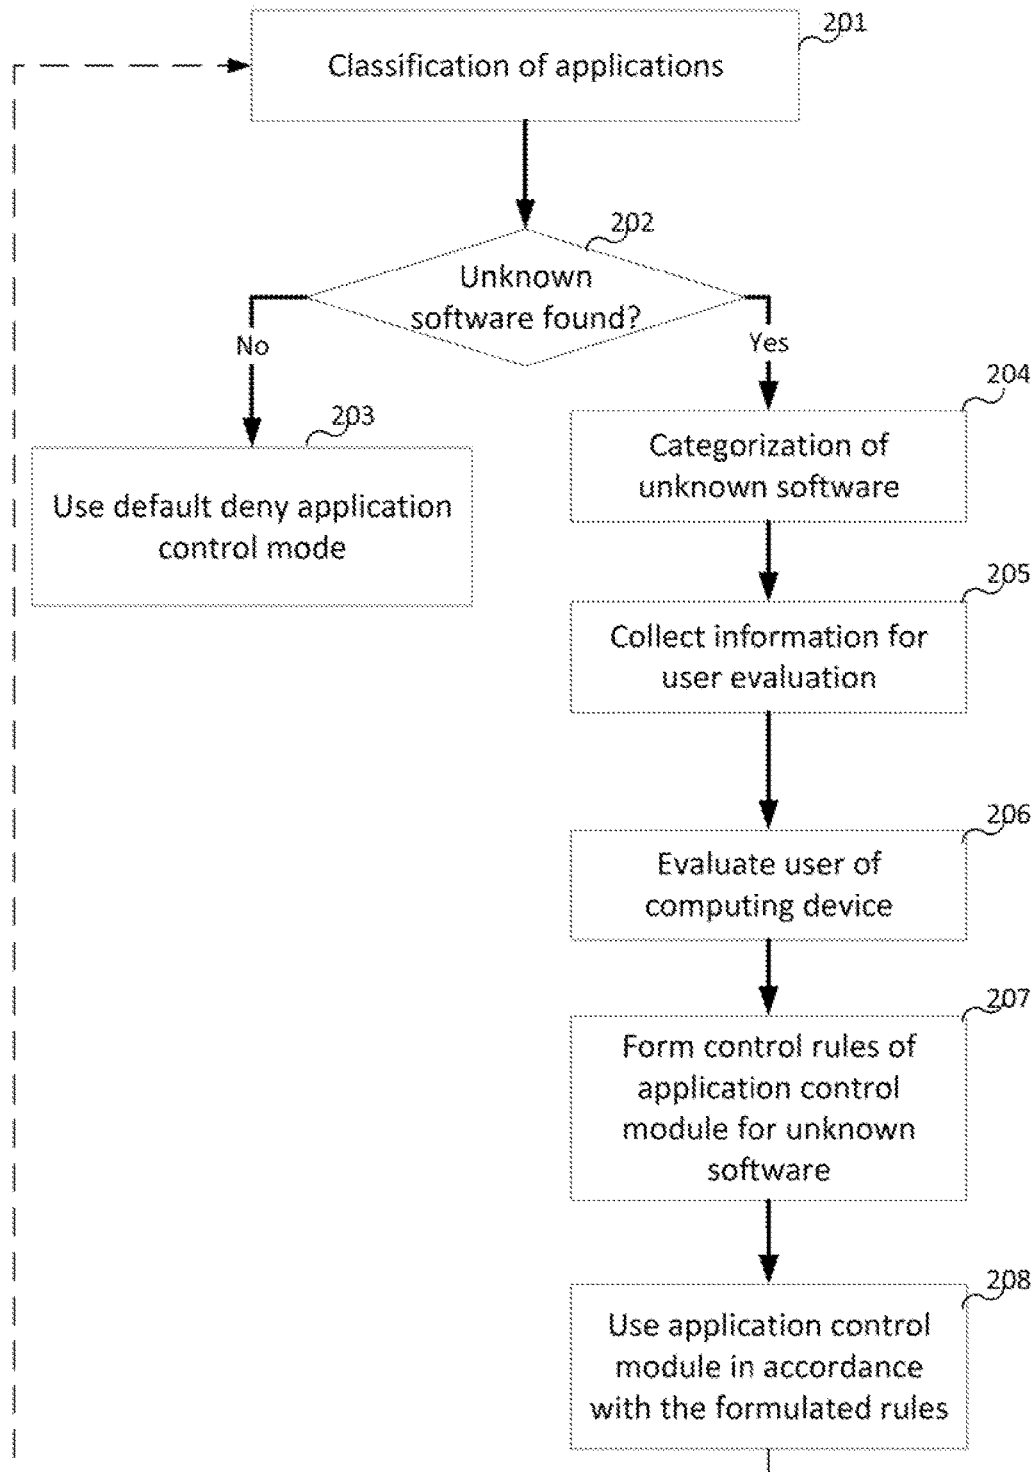 201
Classification of applications
202
Unknown
software found?
No
Yes
203
Use default deny application
control mode
204
Categorization of
unknown software
205
Collect information for
user evaluation
206
Evaluate user of
computing device
207
Form control rules of
application control
module for unknown
software
208
Use application control
module in accordance
with the formulated rules